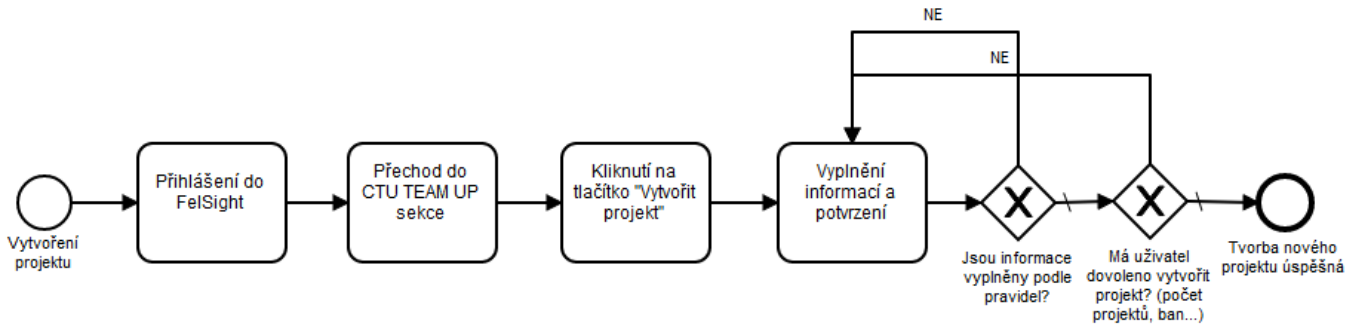 NE
NE
Přihlášení do
FelSight
Přechod do
CTU TEAM UP
sekce
Kliknutí na
tlačítko "Vytvořit
projekt"
Vyplnění
informací a
potvrzení
Vytvoření
projektu
Jsou informace
vyplněny podle
pravidel?
Má uživatel
dovoleno vytvořit
projekt? (počet
projektů, ban...)
Tvorba nového
projektu úspěšná